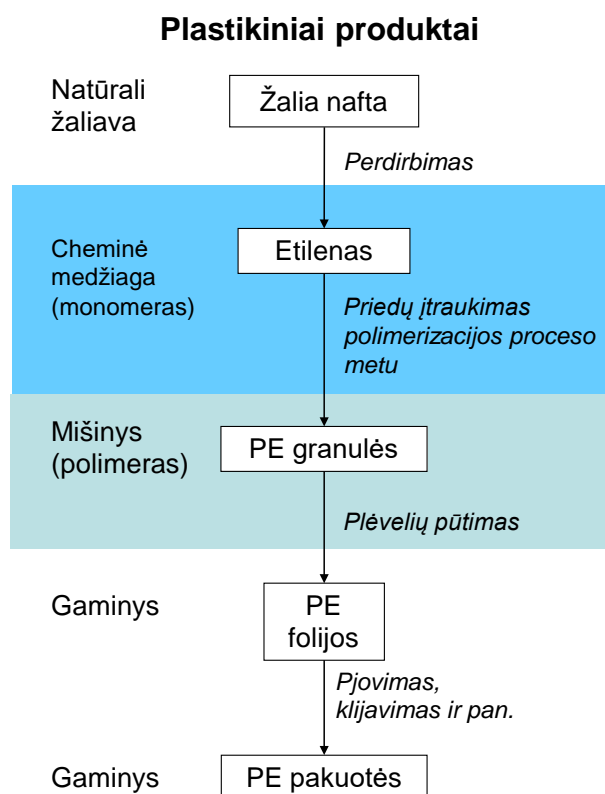 Plastikiniai produktai
Natūrali
žaliava
Žalia nafta
Perdirbimas
Cheminė
medžiaga
(monomeras)
Etilenas
Priedų įtraukimas
polimerizacijos proceso
metu
Mišinys
(polimeras)
PE granulės
Plėvelių pūtimas
Gaminys
PE
folijos
Pjovimas,
klijavimas ir pan.
Gaminys
PE pakuotės